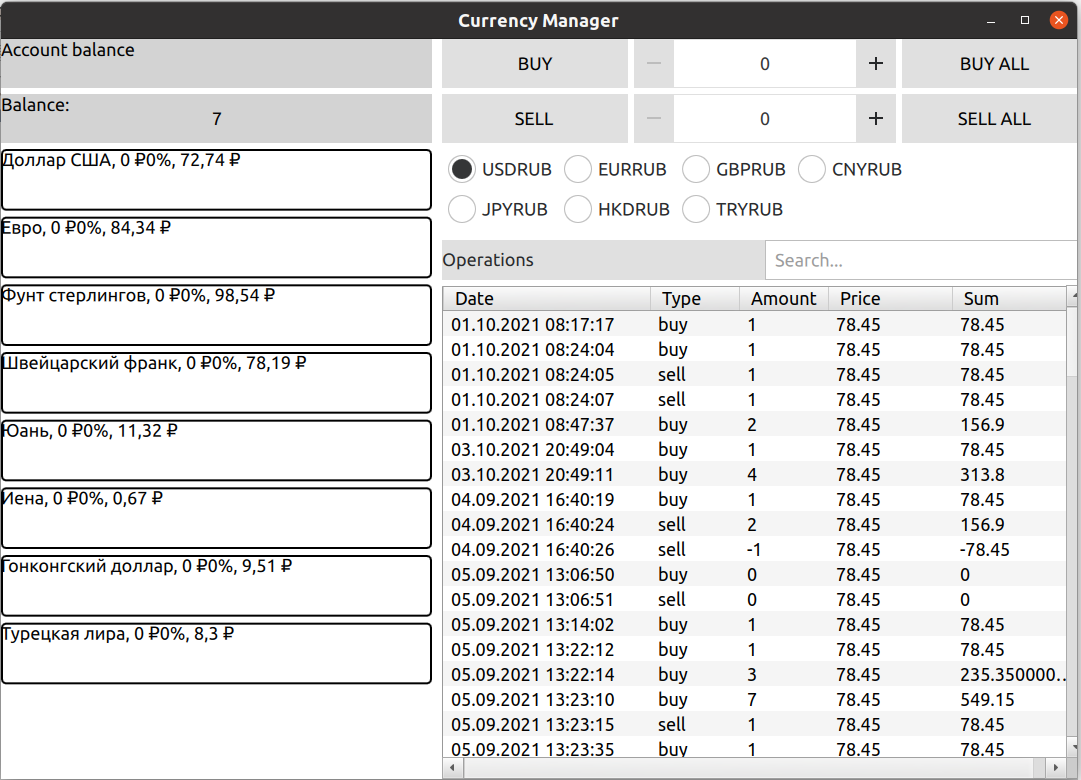 Currency Manager
Account balance
Balance:
7
BUY
0
BUY ALL
SELL
0
SELL ALL
Доллар США, 0 ₽0%, 72,74 ₽
Евро, 0 ₽0%, 84,34 ₽
Фунт стерлингов, 0 ₽0%, 98,54 ₽
Швейцарский франк, 0 ₽0%, 78,19 ₽
Юань, 0 ₽0%, 11,32 ₽
Иена, 0 ₽0%, 0,67 ₽
Гонконгский доллар, 0 ₽0%, 9,51 ₽
Турецкая лира, 0 ₽0%, 8,3 ₽
USDRUB EURRUB GBPRUB CNYRUB
JPYRUB HKDRUB TRYRUB
Operations
Search...
Date Type Amount Price Sum
01.10.2021 08:17:17 buy 1 78.45 78.45
01.10.2021 08:24:04 buy 1 78.45 78.45
01.10.2021 08:24:05 sell 1 78.45 78.45
01.10.2021 08:24:07 sell 1 78.45 78.45
01.10.2021 08:47:37 buy 2 78.45 156.9
03.10.2021 20:49:04 buy 1 78.45 78.45
03.10.2021 20:49:11 buy 4 78.45 313.8
04.09.2021 16:40:19 buy 1 78.45 78.45
04.09.2021 16:40:24 sell 2 78.45 156.9
04.09.2021 16:40:26 sell -1 78.45 -78.45
05.09.2021 13:06:50 buy 0 78.45 0
05.09.2021 13:06:51 sell 0 78.45 0
05.09.2021 13:14:02 buy 1 78.45 78.45
05.09.2021 13:22:12 buy 1 78.45 78.45
05.09.2021 13:22:14 buy 3 78.45 235.350000..
05.09.2021 13:23:10 buy 7 78.45 549.15
05.09.2021 13:23:15 sell 1 78.45 78.45
05.09.2021 13:23:35 buy 1 78.45 78.45